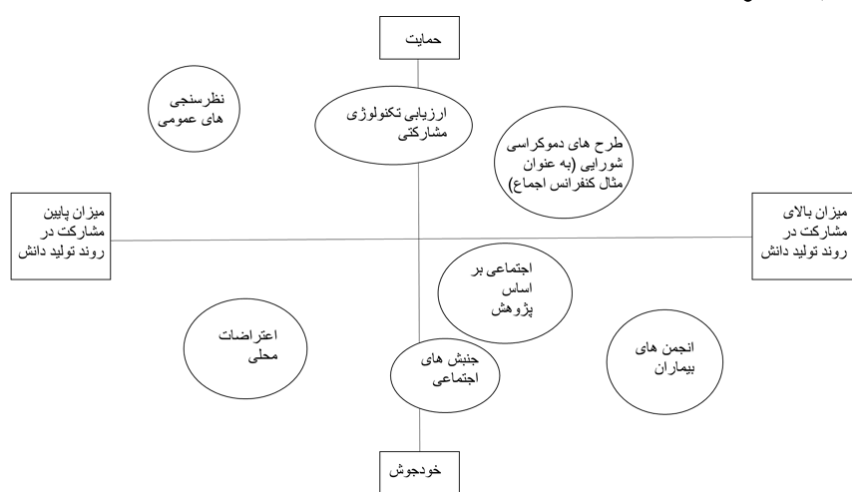 حمایت
نظرسنجی
های عمومی
ارزیابی تکنولوژی
مشارکتی
طرح های دموکراسی
شورایی (به عنوان
مثال کنفرانس اجماع)
میزان بالای
مشارکت در
روند تولید دانش
میزان پایین
مشارکت در
روند تولید دانش
اجتماعی بر
اساس
پژوهش
اعتراضات
محلی
جنبش های
اجتماعی
انجمن های
بیماران
خودجوش